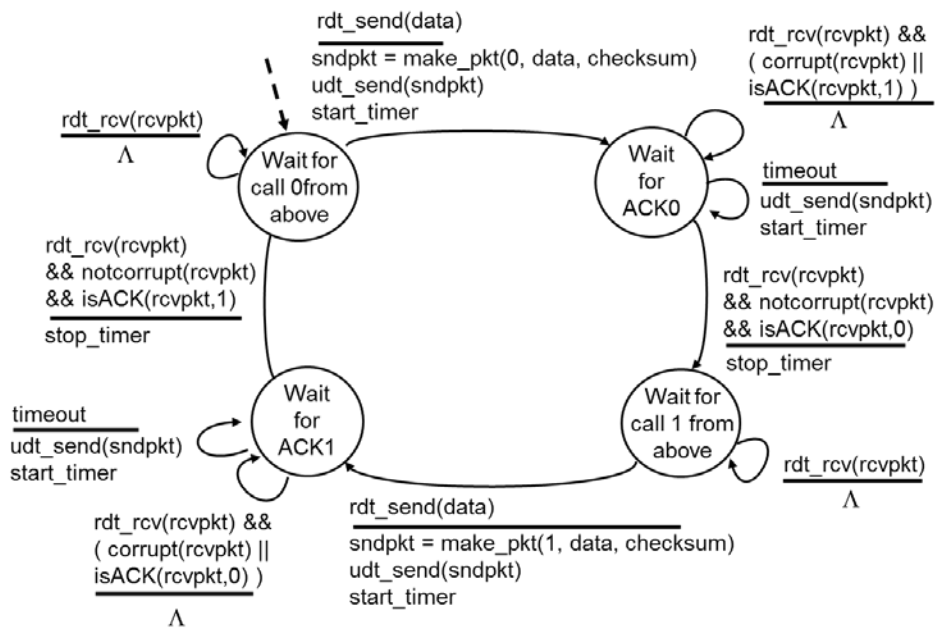 rdt_send(data)
sndpkt = make_pkt(0, data, checksum)
udt_send(sndpkt)
start_timer
rdt_rcv(rcvpkt) &&
( corrupt(rcvpkt) ||
isACK(rcvpkt,1) )
Λ
rdt_rcv(rcvpkt)
Λ
Wait for
call 0from
above
Wait
for
ACK0
timeout
udt_send(sndpkt)
start_timer
rdt_rcv(rcvpkt)
&& notcorrupt(rcvpkt)
&& isACK(rcvpkt,1)
stop_timer
rdt_rcv(rcvpkt)
&& notcorrupt(rcvpkt)
&& isACK(rcvpkt,0)
stop_timer
Wait
for
ACK1
Wait for
call 1 from
above
timeout
udt_send(sndpkt)
start_timer
rdt_rcv(rcvpkt)
Λ
rdt_rcv(rcvpkt) &&
( corrupt(rcvpkt) ||
isACK(rcvpkt,0) )
Λ
rdt_send(data)
sndpkt = make_pkt(1, data, checksum)
udt_send(sndpkt)
start_timer